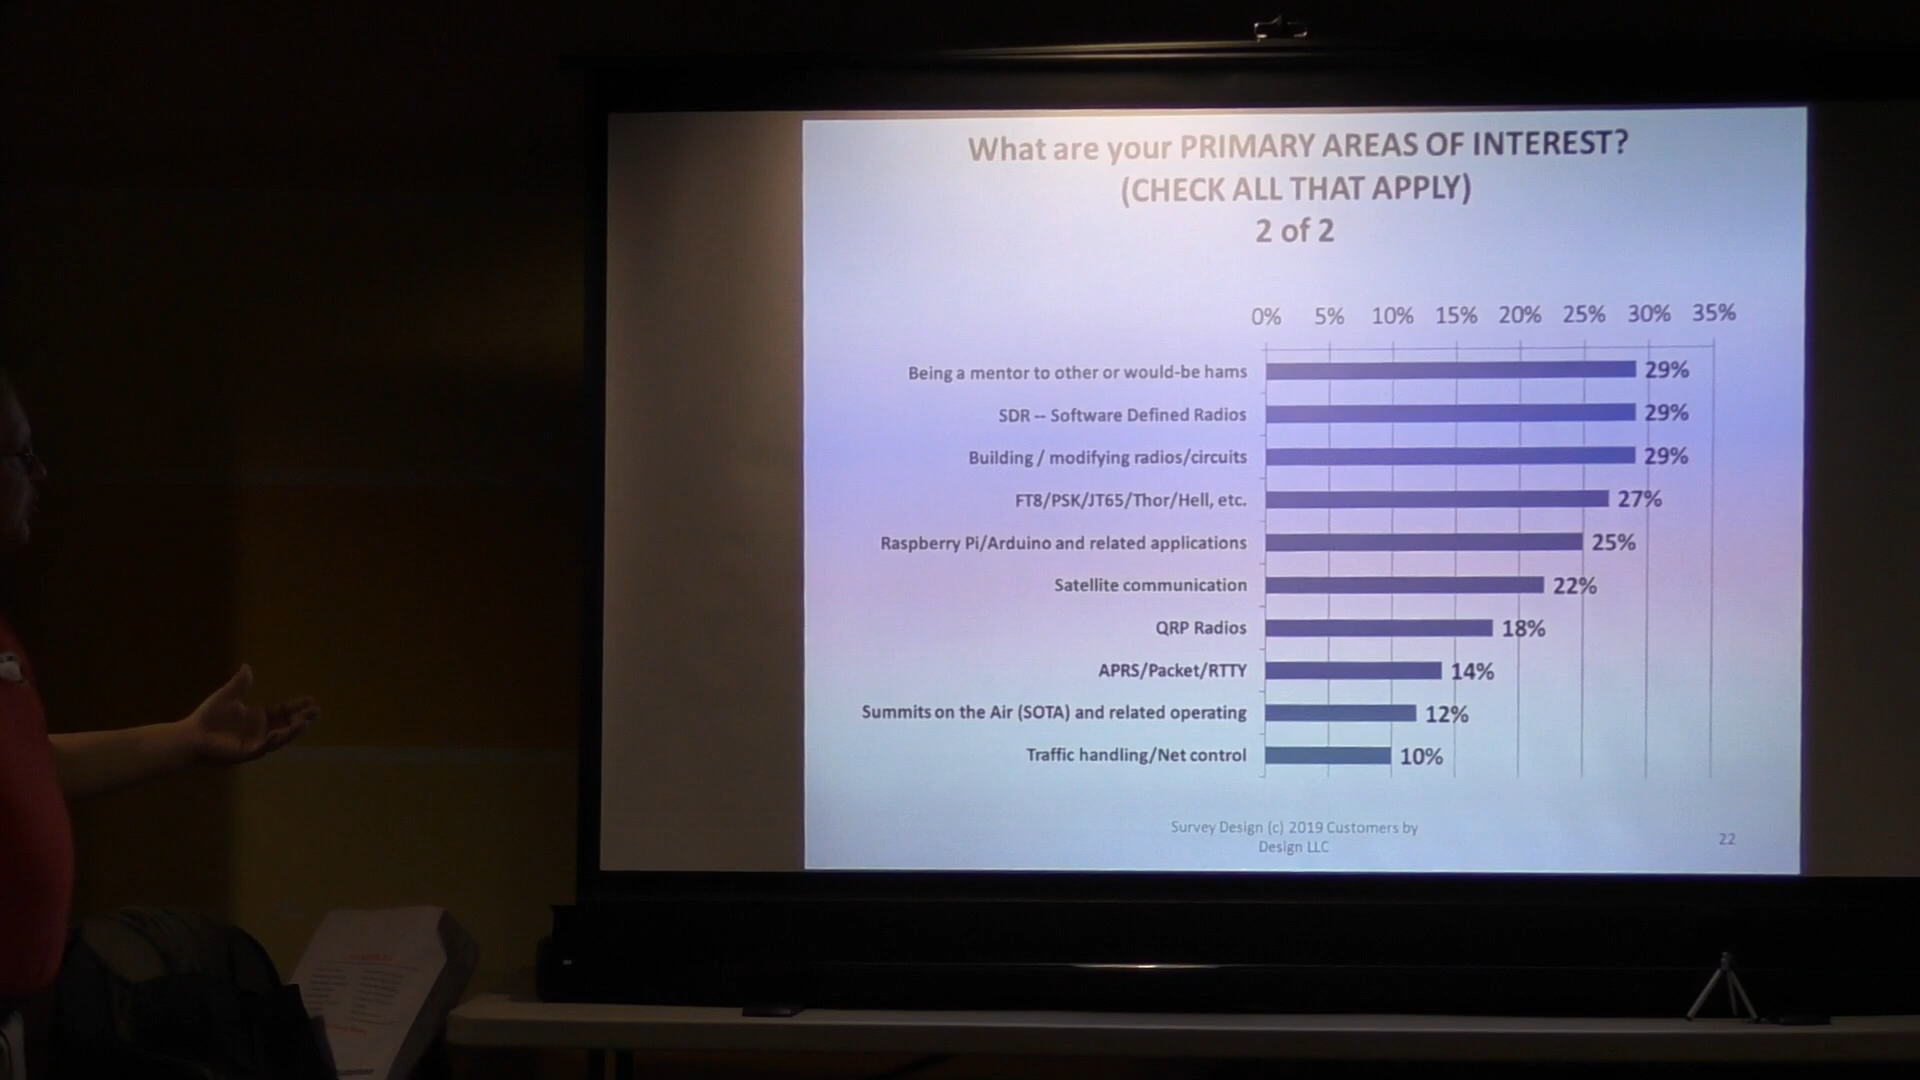 What are your PRIMARY AREAS OF INTEREST?
(CHECK ALL THAT APPLY)
2 of 2
0% 5% 10% 15% 20% 25% 30% 35%
Being a mentor to other or would-be hams 29%
SDR -- Software Defined Radios 29%
Building / modifying radios/circuits 29%
FT8/PSK/JT65/Thor/Hell, etc. 27%
Raspberry Pi/Arduino and related applications 25%
Satellite communication 22%
QRP Radios 18%
APRS/Packet/RTTY 14%
Summits on the Air (SOTA) and related operating 12%
Traffic handling/Net control 10%
Survey Design (c) 2019 Customers by
Design LLC
22